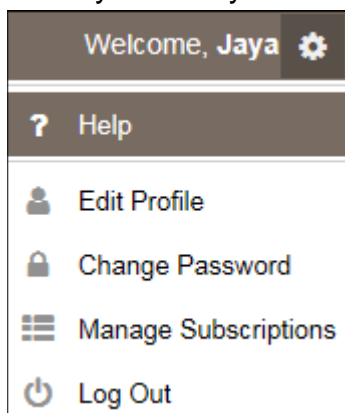 Welcome, Jaya
? Help
Edit Profile
Change Password
Manage Subscriptions
Log Out